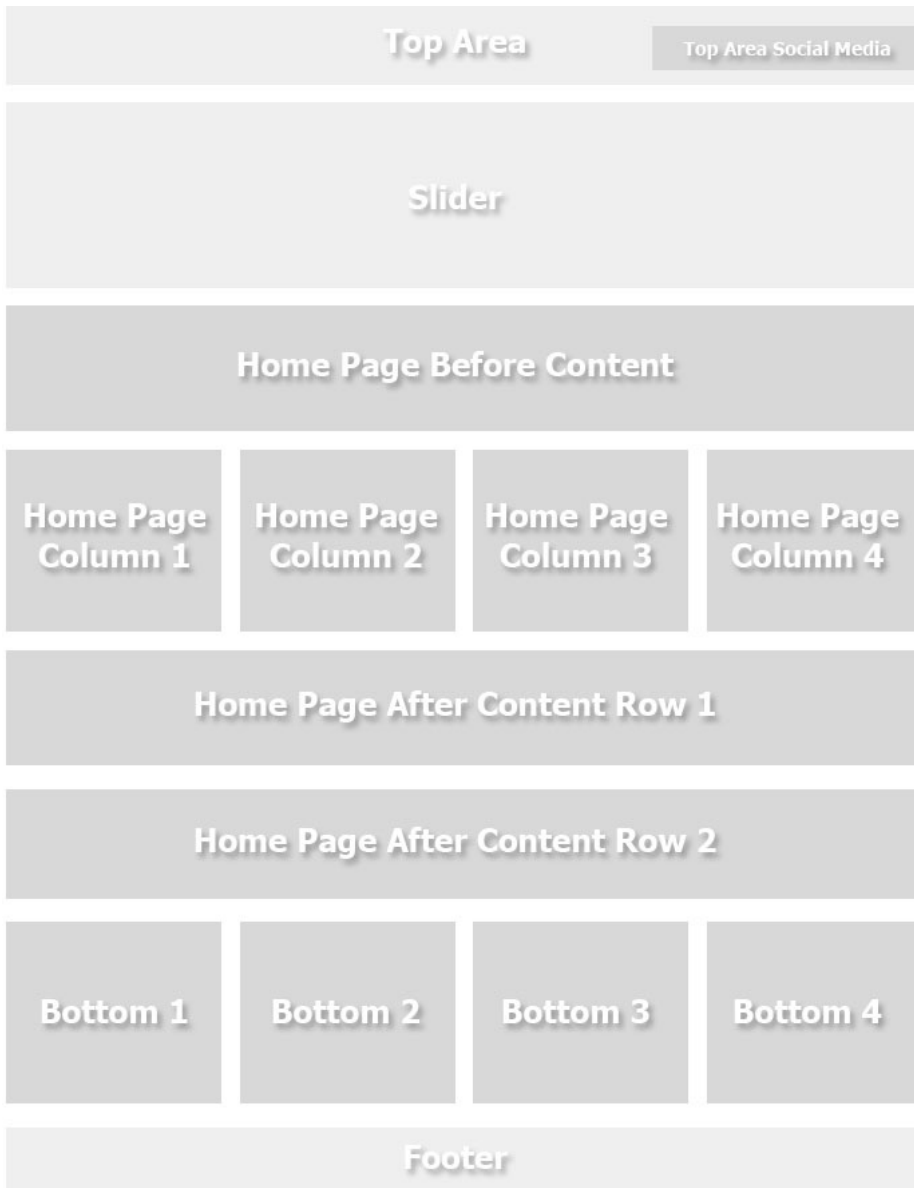 Top Area
Top Area Social Media
Slider
Home Page Before Content
Home Page
Column 1
Home Page
Column 2
Home Page
Column 3
Home Page
Column 4
Home Page After Content Row 1
Home Page After Content Row 2
Bottom 1
Bottom 2
Bottom 3
Bottom 4
Footer